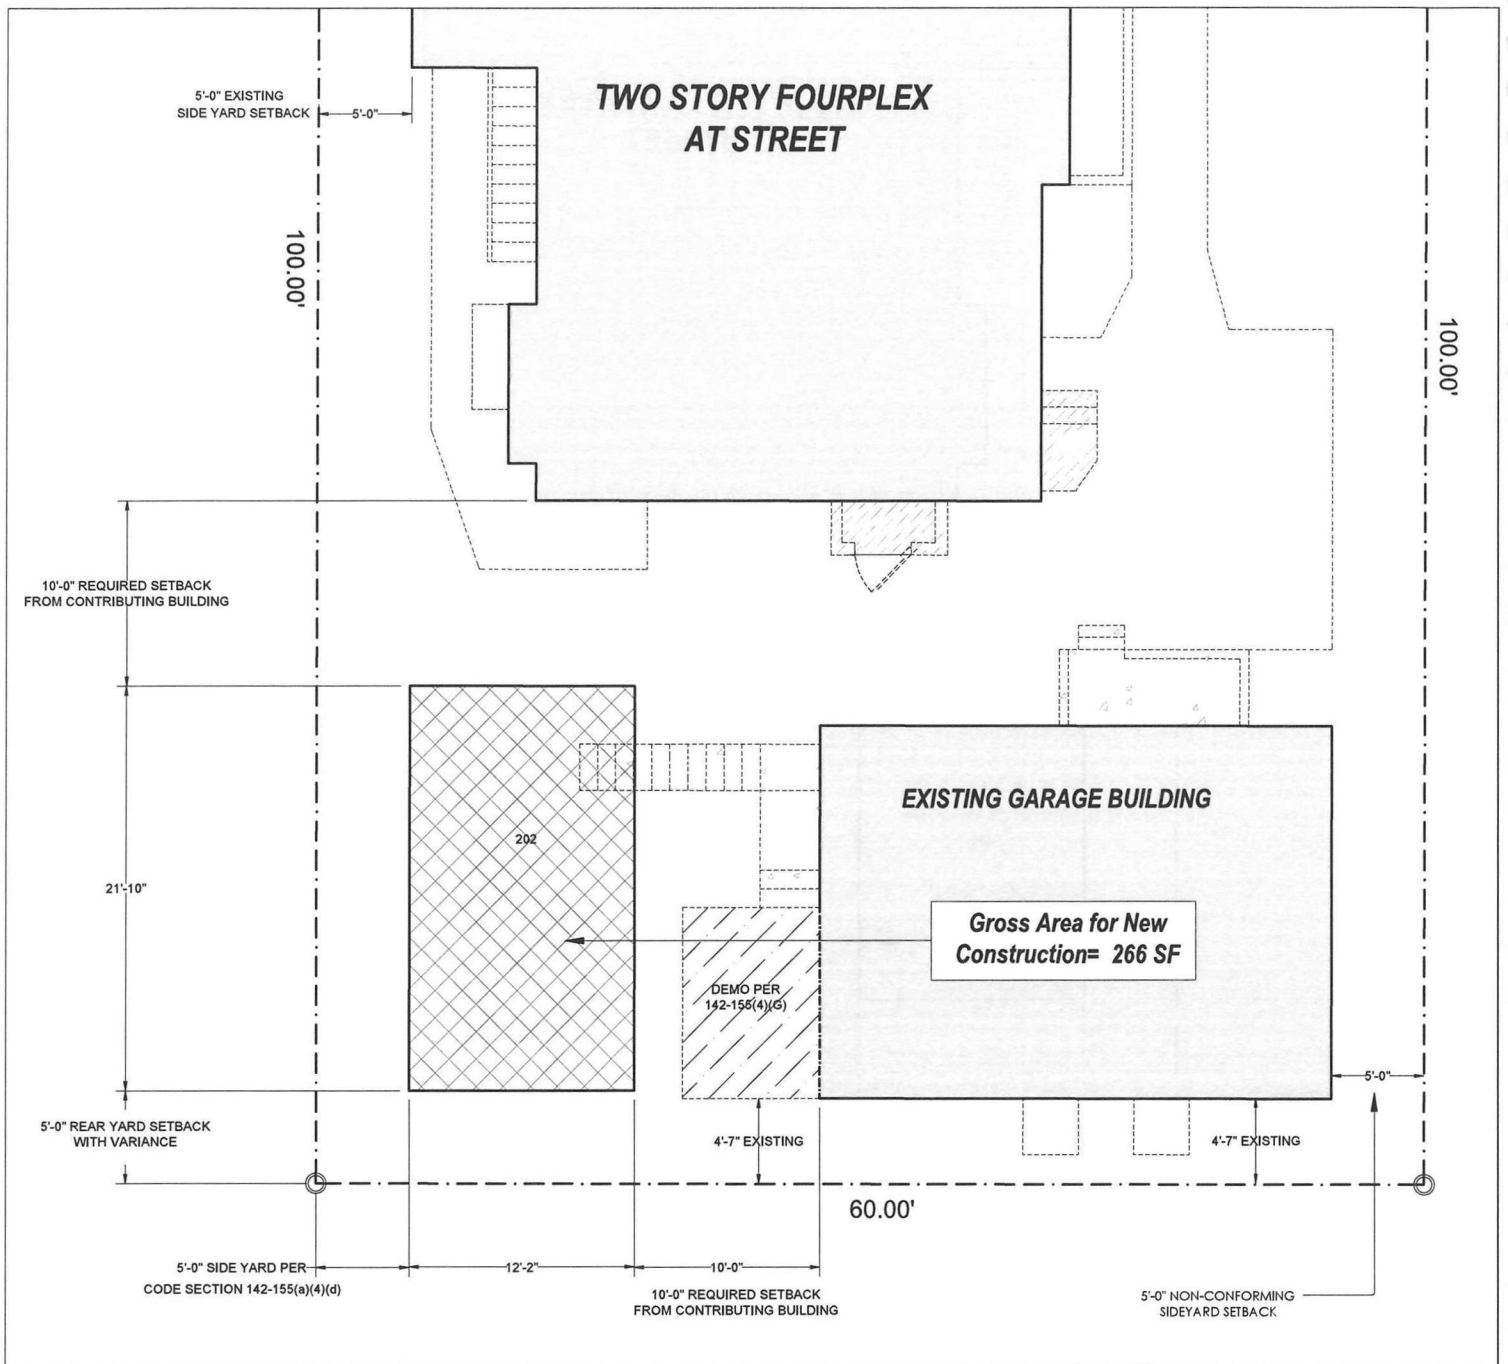 TWO STORY FOURPLEX
AT STREET
5'-0" EXISTING
SIDE YARD SETBACK
5'-0"
100.00'
100.00'
10'-0" REQUIRED SETBACK
FROM CONTRIBUTING BUILDING
EXISTING GARAGE BUILDING
202
21'-10"
Gross Area for New
Construction= 266 SF
DEMO PER
142-155(4)(G)
5'-0"
5'-0" REAR YARD SETBACK
WITH VARIANCE
4'-7" EXISTING
4'-7" EXISTING
60.00'
5'-0" SIDE YARD PER
CODE SECTION 142-155(a)(4)(d)
12'-2"
10'-0"
10'-0" REQUIRED SETBACK
FROM CONTRIBUTING BUILDING
5'-0" NON-CONFORMING
SIDEYARD SETBACK